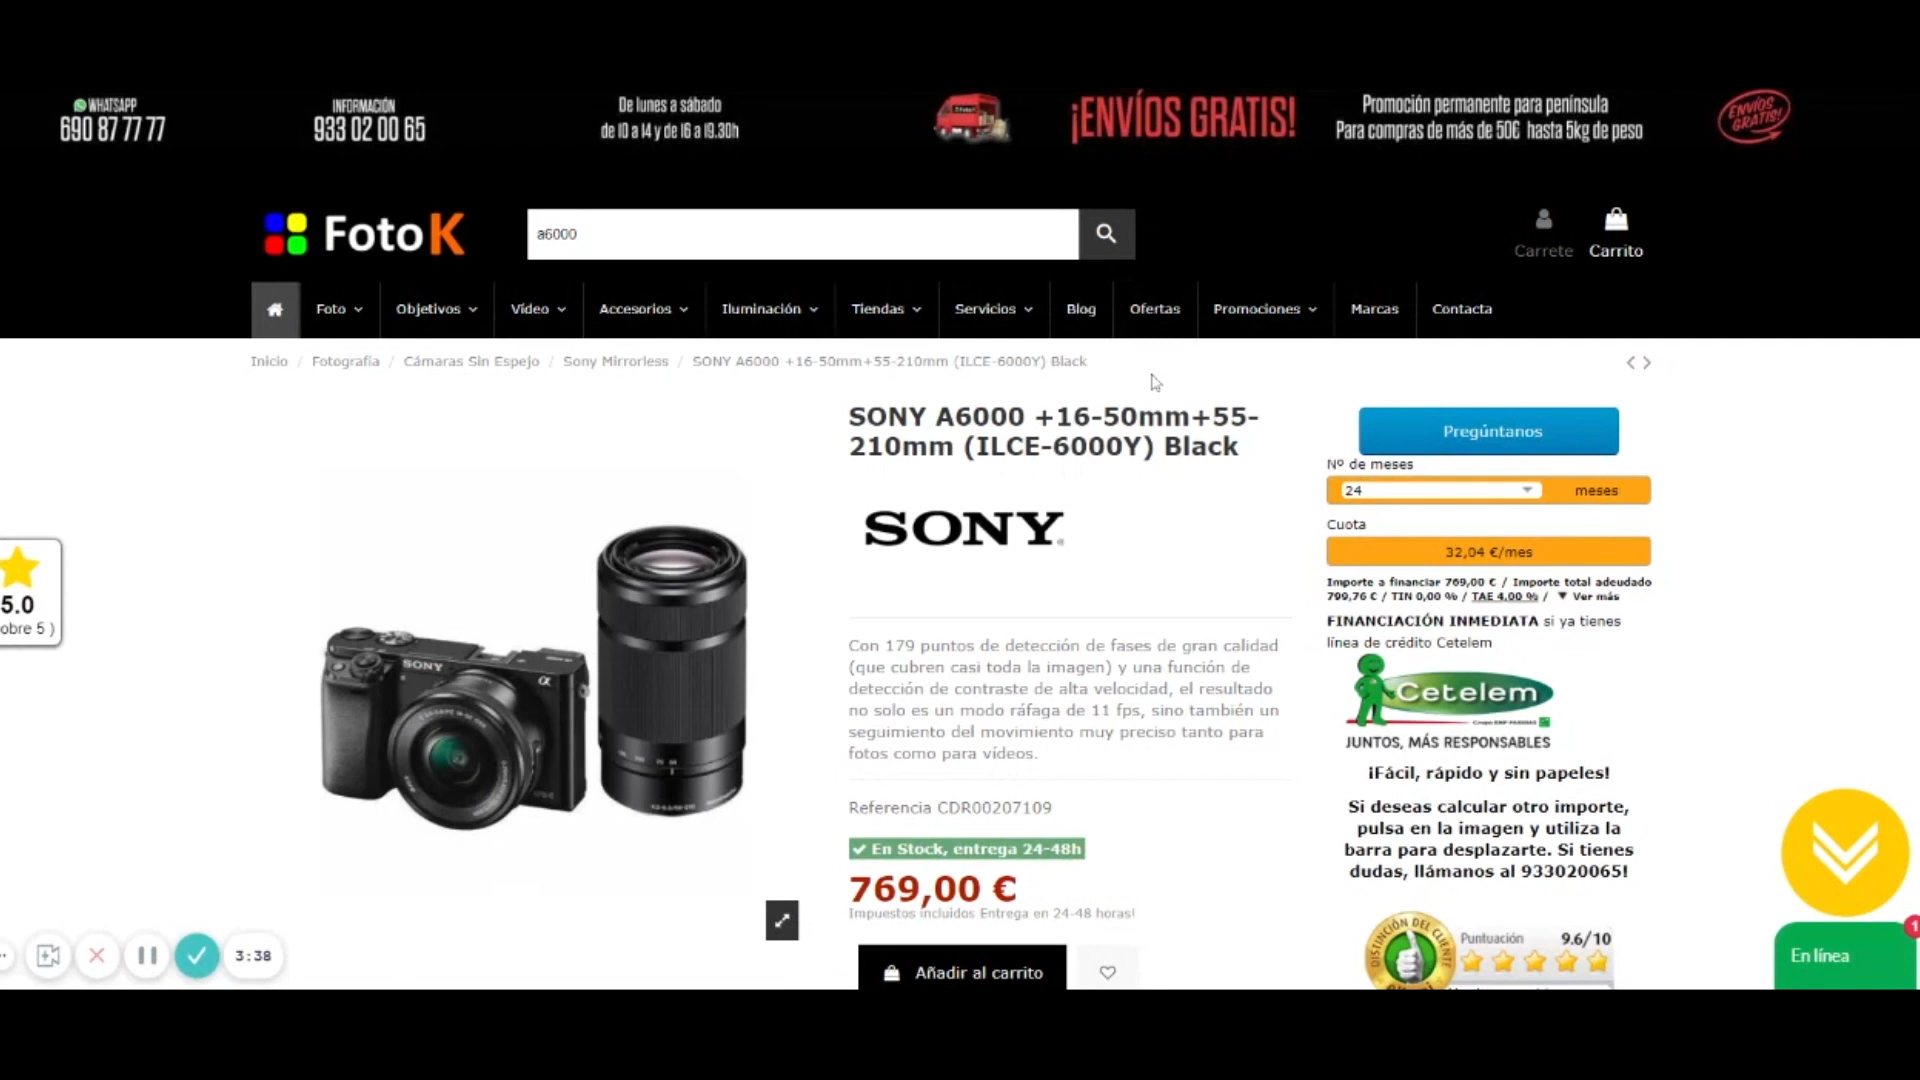 WHATSAPP
690 87 77 77
INFORMACIÓN
933 02 00 65
De lunes a sábado
de 10 a 14 y de 16 a 19.30h
¡ENVÍOS GRATIS!
Promoción permanente para península
Para compras de más de 50€ hasta 5kg de peso
ENVÍOS GRATIS!
FotoK
a6000
Carrete
Carrito
Foto
Objetivos
Vídeo
Accesorios
Iluminación
Tiendas
Servicios
Blog
Ofertas
Promociones
Marcas
Contacta
Inicio / Fotografía / Cámaras Sin Espejo / Sony Mirrorless / SONY A6000 +16-50mm+55-210mm (ILCE-6000Y) Black
SONY A6000 +16-50mm+55-
210mm (ILCE-6000Y) Black
SONY
Con 179 puntos de detección de fases de gran calidad
(que cubren casi toda la imagen) y una función de
detección de contraste de alta velocidad, el resultado
no solo es un modo ráfaga de 11 fps, sino también un
seguimiento del movimiento muy preciso tanto para
fotos como para vídeos.
Referencia CDR00207109
En Stock, entrega 24-48h
769,00 €
Impuestos incluidos Entrega en 24-48 horas!
Añadir al carrito
Pregúntanos
Nº de meses
24
meses
Cuota
32,04 €/mes
Importe a financiar 769,00 € / Importe total adeudado
799,76 € / TIN 0,00 % / TAE 4,00 % / ▼ Ver más
FINANCIACIÓN INMEDIATA si ya tienes
línea de crédito Cetelem
Cetelem
Grupo BNP PARIBAS
JUNTOS, MÁS RESPONSABLES
¡Fácil, rápido y sin papeles!
Si deseas calcular otro importe,
pulsa en la imagen y utiliza la
barra para desplazarte. Si tienes
dudas, llámanos al 933020065!
DISTINCIÓN DEL CLIENTE
Puntuación
9.6/10
5.0
obre 5 )
SONY
α
3:38
1
En línea